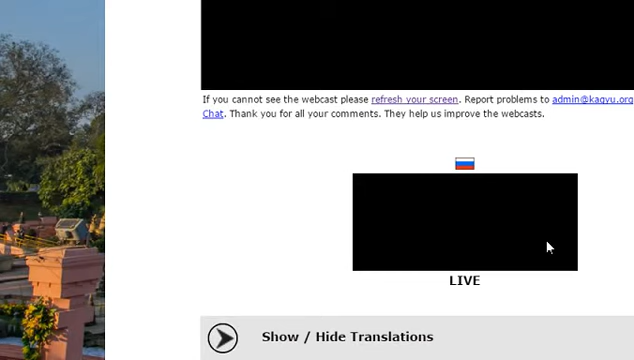 If you cannot see the webcast please refresh your screen. Report problems to admin@kagyu.org
Chat. Thank you for all your comments. They help us improve the webcasts.
LIVE
Show / Hide Translations